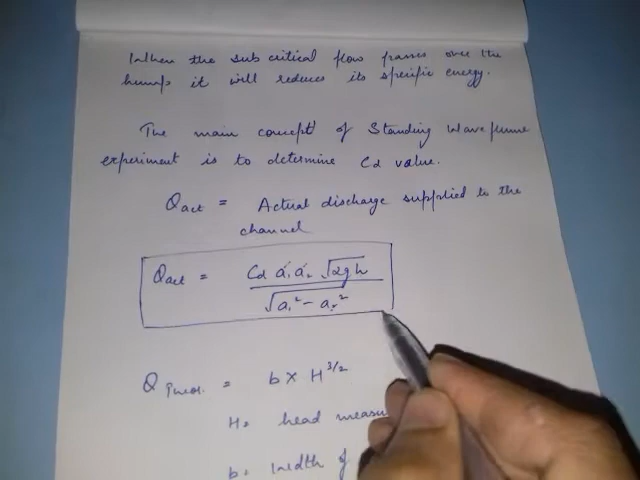 When the sub critical flow passes over the
hump it will reduces its specific energy.
The main concept of Standing Wave flume
experiment is to determine Cd value.
Qact = Actual discharge supplied to the
channel
Qact = Cd a₁ a₂ √2gh
√a₁² − a₂²
Q Theor. = b × H^3/2
H = head measu
b = width of